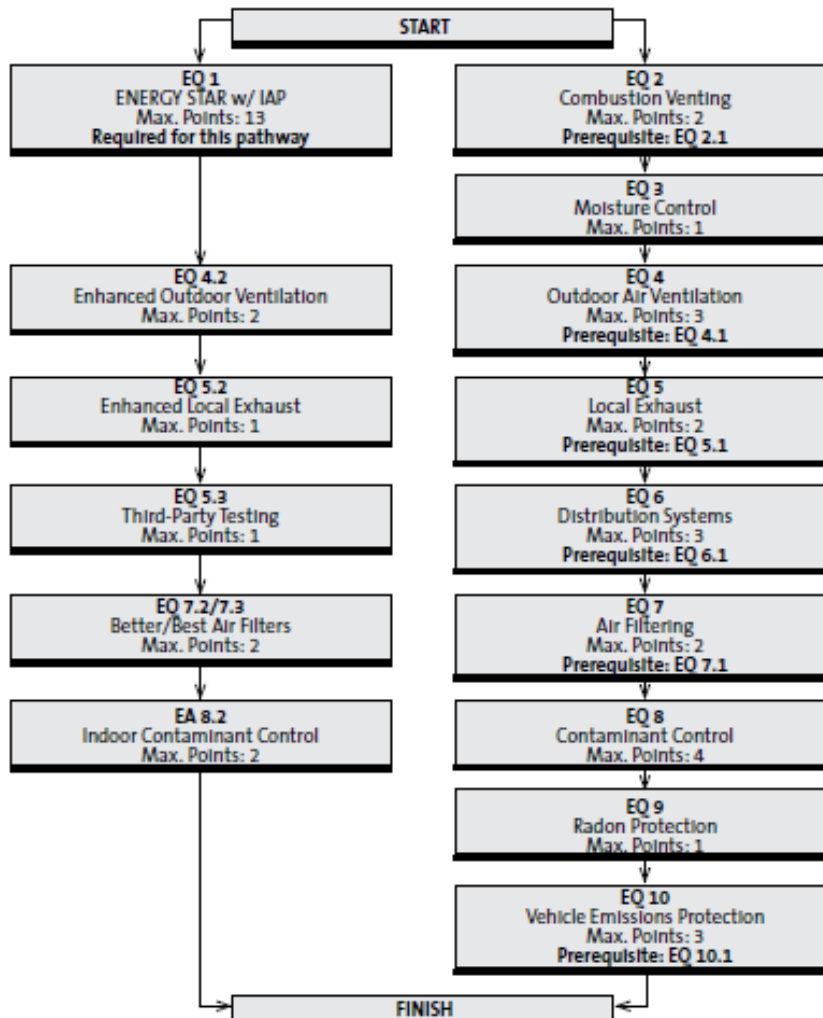 START
EQ 1
ENERGY STAR w/ IAP
Max. Points: 13
Required for this pathway
EQ 4.2
Enhanced Outdoor Ventilation
Max. Points: 2
EQ 5.2
Enhanced Local Exhaust
Max. Points: 1
EQ 5.3
Third-Party Testing
Max. Points: 1
EQ 7.2/7.3
Better/Best Air Filters
Max. Points: 2
EA 8.2
Indoor Contaminant Control
Max. Points: 2
EQ 2
Combustion Venting
Max. Points: 2
Prerequisite: EQ 2.1
EQ 3
Moisture Control
Max. Points: 1
EQ 4
Outdoor Air Ventilation
Max. Points: 3
Prerequisite: EQ 4.1
EQ 5
Local Exhaust
Max. Points: 2
Prerequisite: EQ 5.1
EQ 6
Distribution Systems
Max. Points: 3
Prerequisite: EQ 6.1
EQ 7
Air Filtering
Max. Points: 2
Prerequisite: EQ 7.1
EQ 8
Contaminant Control
Max. Points: 4
EQ 9
Radon Protection
Max. Points: 1
EQ 10
Vehicle Emissions Protection
Max. Points: 3
Prerequisite: EQ 10.1
FINISH